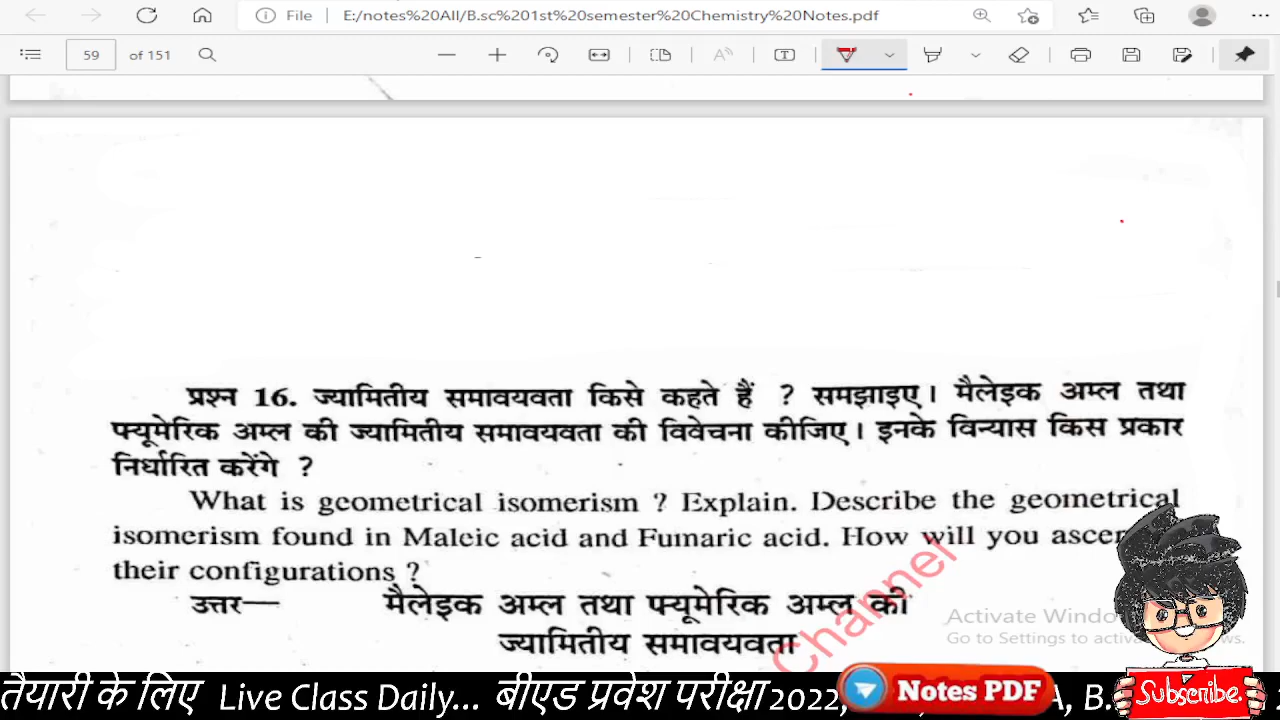 File
E:/notes%20All/B.sc%201st%20semester%20Chemistry%20Notes.pdf
59 of 151
प्रश्न 16. ज्यामितीय समावयवता किसे कहते हैं ? समझाइए। मैलेइक अम्ल तथा
फ्यूमेरिक अम्ल की ज्यामितीय समावयवता की विवेचना कीजिए। इनके विन्यास किस प्रकार
निर्धारित करेंगे ?
What is geometrical isomerism ? Explain. Describe the geometrical
isomerism found in Maleic acid and Fumaric acid. How will you
their configurations ?
उत्तर— मैलेइक अम्ल तथा फ्यूमेरिक अम्ल की
ज्यामितीय समावयवता
Channel
Activate
Go to Settings to
तैयारी के लिए Live Class Daily... बीएड प्रवेश परीक्षा 2022,
Notes PDF
A, B.
Subscribe.